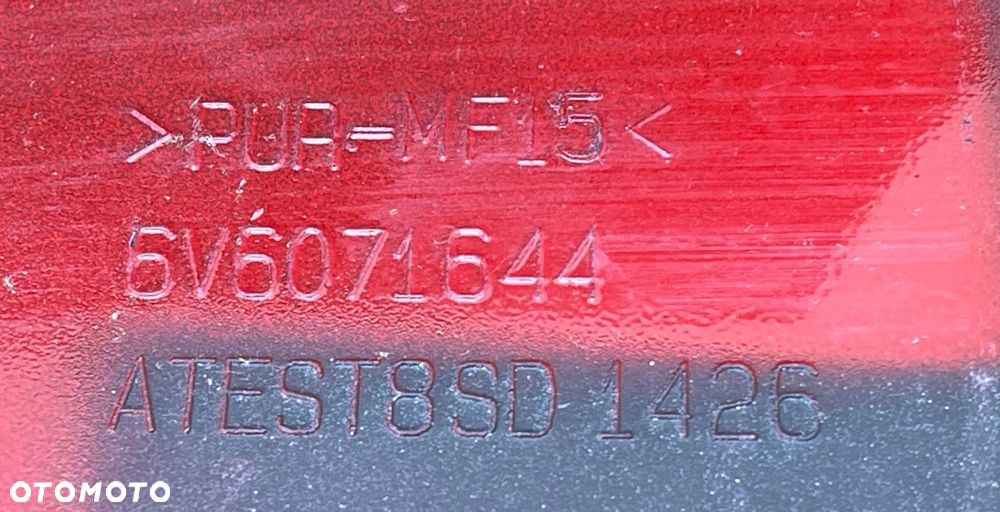 >PUR-MF15<
6V6071644
ATEST8SD 1426
OTOMOTO